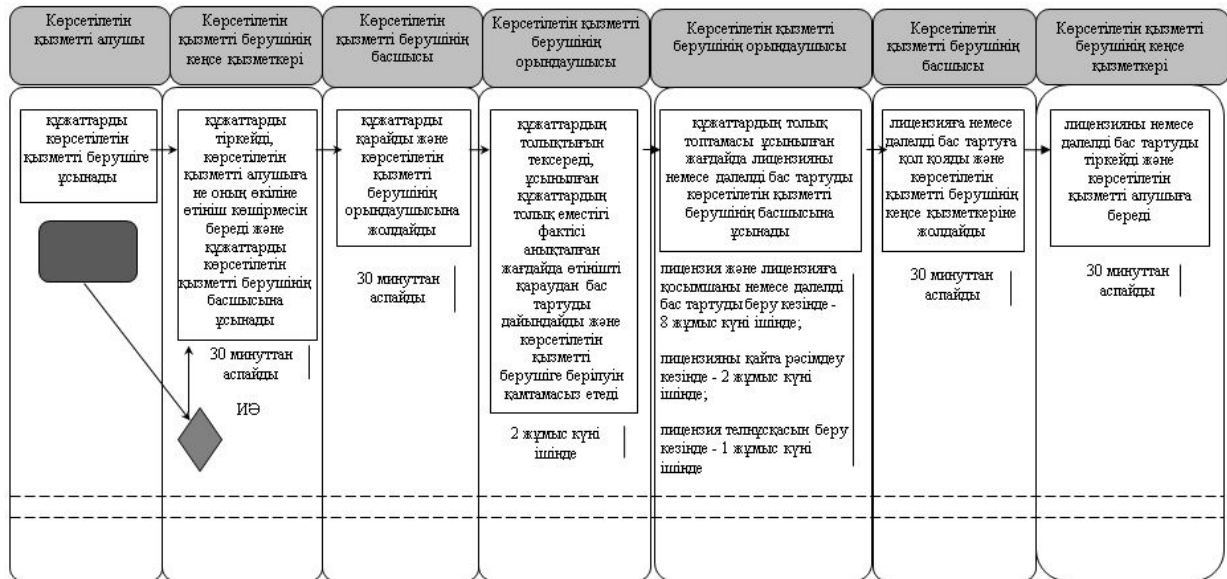 Көрсетілетін
қызметті алушы
Көрсетілетін
қызметті берушінің
кеңсе қызметкері
Көрсетілетін
қызметті берушінің
басшысы
Көрсетілетін қызметті
берушінің
орындаушысы
Көрсетілетін қызметті
берушінің орындаушысы
Көрсетілетін
қызметті берушінің
басшысы
Көрсетілетін қызметті
берушінің кеңсе
қызметкері
құжаттарды
көрсетілетін
қызметті берушіге
ұсынады
құжаттарды
тіркейді,
көрсетілетін
қызметті алушыға
не оның өкіліне
өтініш көшірмесін
береді және
құжаттарды
көрсетілетін
қызметті берушінің
басшысына
ұсынады
30 минуттан
аспайды
ИӘ
құжаттарды
қарайды және
көрсетілетін
қызметті
берушінің
орындаушысына
жолдайды
30 минуттан
аспайды
құжаттардың
толықтығын
тексереді,
ұсынылған
құжаттардың
толық еместігі
фактісі
анықталған
жағдайда өтінішті
қараудан бас
тартуды
дайындайды және
көрсетілетін
қызметті
берушіге берілуін
қамтамасыз етеді
2 жұмыс күні
ішінде
құжаттардың толық
топтамасы ұсынылған
жағдайда лицензияны
немесе дәлелді бас тартуды
көрсетілетін қызметті
берушінің басшысына
ұсынады
лицензия және лицензияға
қосымшаны немесе дәлелді
бас тартуды беру кезінде -
8 жұмыс күні ішінде;
лицензияны қайта рәсімдеу
кезінде - 2 жұмыс күні
ішінде;
лицензия телнұсқасын беру
кезінде - 1 жұмыс күні
ішінде
лицензияға немесе
дәлелді бас тартуға
қол қояды және
көрсетілетін
қызметті берушінің
кеңсе қызметкеріне
жолдайды
30 минуттан
аспайды
лицензияны немесе
дәлелді бас тартуды
тіркейді және
көрсетілетін
қызметті алушыға
береді
30 минуттан
аспайды